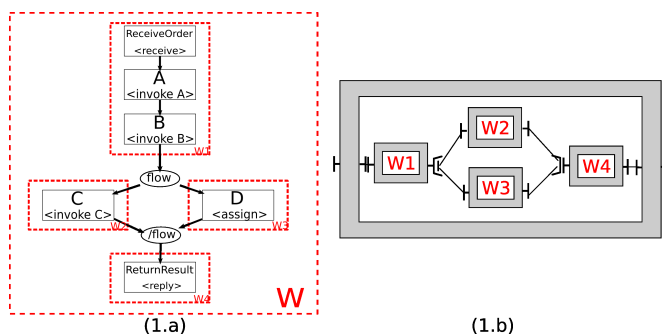 ReceiveOrder
<receive>
A
<invoke A>
B
<invoke B>
W1
flow
C
<invoke C>
W2
D
<assign>
W3
/flow
ReturnResult
<reply>
W4
W
(1.a)
W1
W2
W3
W4
(1.b)